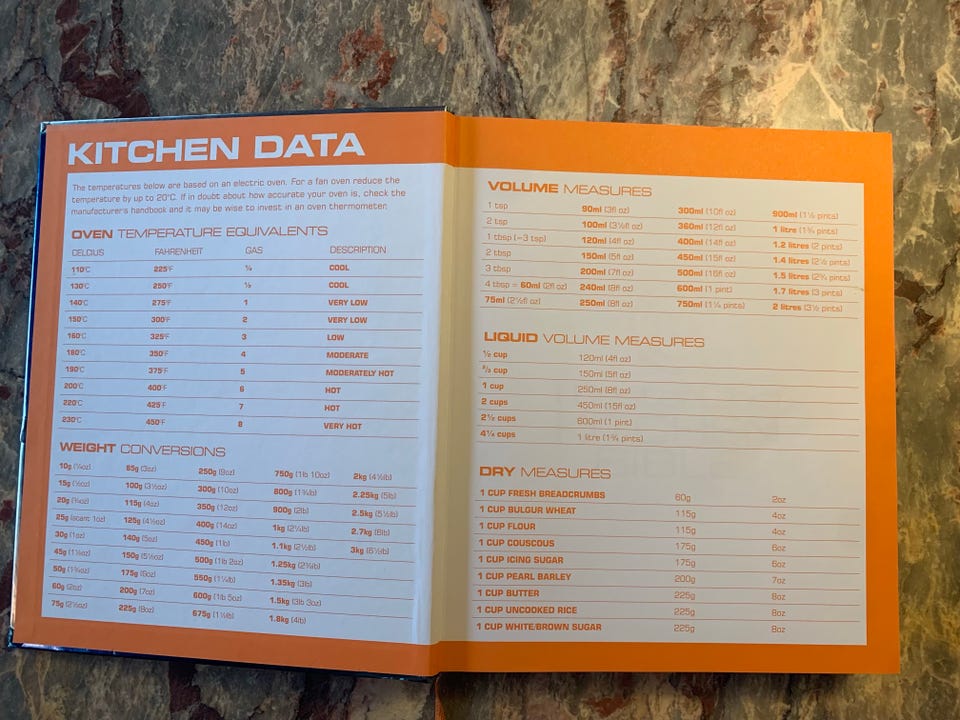 KITCHEN DATA
The temperatures below are based on an electric oven. For a fan oven reduce the
temperature by up to 20°C. If in doubt about how accurate your oven is, check the
manufacturer's handbook and it may be wise to invest in an oven thermometer.
OVEN TEMPERATURE EQUIVALENTS
CELCIUS FAHRENHEIT GAS DESCRIPTION
110°C 225°F ¼ COOL
130°C 250°F ½ COOL
140°C 275°F 1 VERY LOW
150°C 300°F 2 VERY LOW
160°C 325°F 3 LOW
180°C 350°F 4 MODERATE
190°C 375°F 5 MODERATELY HOT
200°C 400°F 6 HOT
220°C 425°F 7 HOT
230°C 450°F 8 VERY HOT
WEIGHT CONVERSIONS
10g (¼oz) 85g (3oz) 250g (9oz) 750g (1lb 10oz) 2kg (4½lb)
15g (½oz) 100g (3½oz) 300g (10oz) 800g (1¾lb) 2.25kg (5lb)
20g (¾oz) 115g (4oz) 350g (12oz) 900g (2lb) 2.5kg (5½lb)
25g (scant 1oz) 125g (4½oz) 400g (14oz) 1kg (2¼lb) 2.7kg (6lb)
30g (1oz) 140g (5oz) 450g (1lb) 1.1kg (2½lb) 3kg (6½lb)
45g (1½oz) 150g (5½oz) 500g (1lb 2oz) 1.25kg (2¾lb)
50g (1¾oz) 175g (6oz) 550g (1¼lb) 1.35kg (3lb)
60g (2oz) 200g (7oz) 600g (1lb 5oz) 1.5kg (3lb 3oz)
75g (2½oz) 225g (8oz) 675g (1½lb) 1.8kg (4lb)
VOLUME MEASURES
1 tsp 90ml (3fl oz) 300ml (10fl oz) 900ml (1½ pints)
2 tsp 100ml (3½fl oz) 360ml (12fl oz) 1 litre (1¾ pints)
1 tbsp (=3 tsp) 120ml (4fl oz) 400ml (14fl oz) 1.2 litres (2 pints)
2 tbsp 150ml (5fl oz) 450ml (15fl oz) 1.4 litres (2½ pints)
3 tbsp 200ml (7fl oz) 500ml (16fl oz) 1.5 litres (2¾ pints)
4 tbsp = 60ml (2fl oz) 240ml (8fl oz) 600ml (1 pint) 1.7 litres (3 pints)
75ml (2½fl oz) 250ml (8fl oz) 750ml (1¼ pints) 2 litres (3½ pints)
LIQUID VOLUME MEASURES
½ cup 120ml (4fl oz)
⅔ cup 150ml (5fl oz)
1 cup 250ml (8fl oz)
2 cups 450ml (15fl oz)
2½ cups 600ml (1 pint)
4¼ cups 1 litre (1¾ pints)
DRY MEASURES
1 CUP FRESH BREADCRUMBS 60g 2oz
1 CUP BULGUR WHEAT 115g 4oz
1 CUP FLOUR 115g 4oz
1 CUP COUSCOUS 175g 6oz
1 CUP ICING SUGAR 175g 6oz
1 CUP PEARL BARLEY 200g 7oz
1 CUP BUTTER 225g 8oz
1 CUP UNCOOKED RICE 225g 8oz
1 CUP WHITE/BROWN SUGAR 225g 8oz